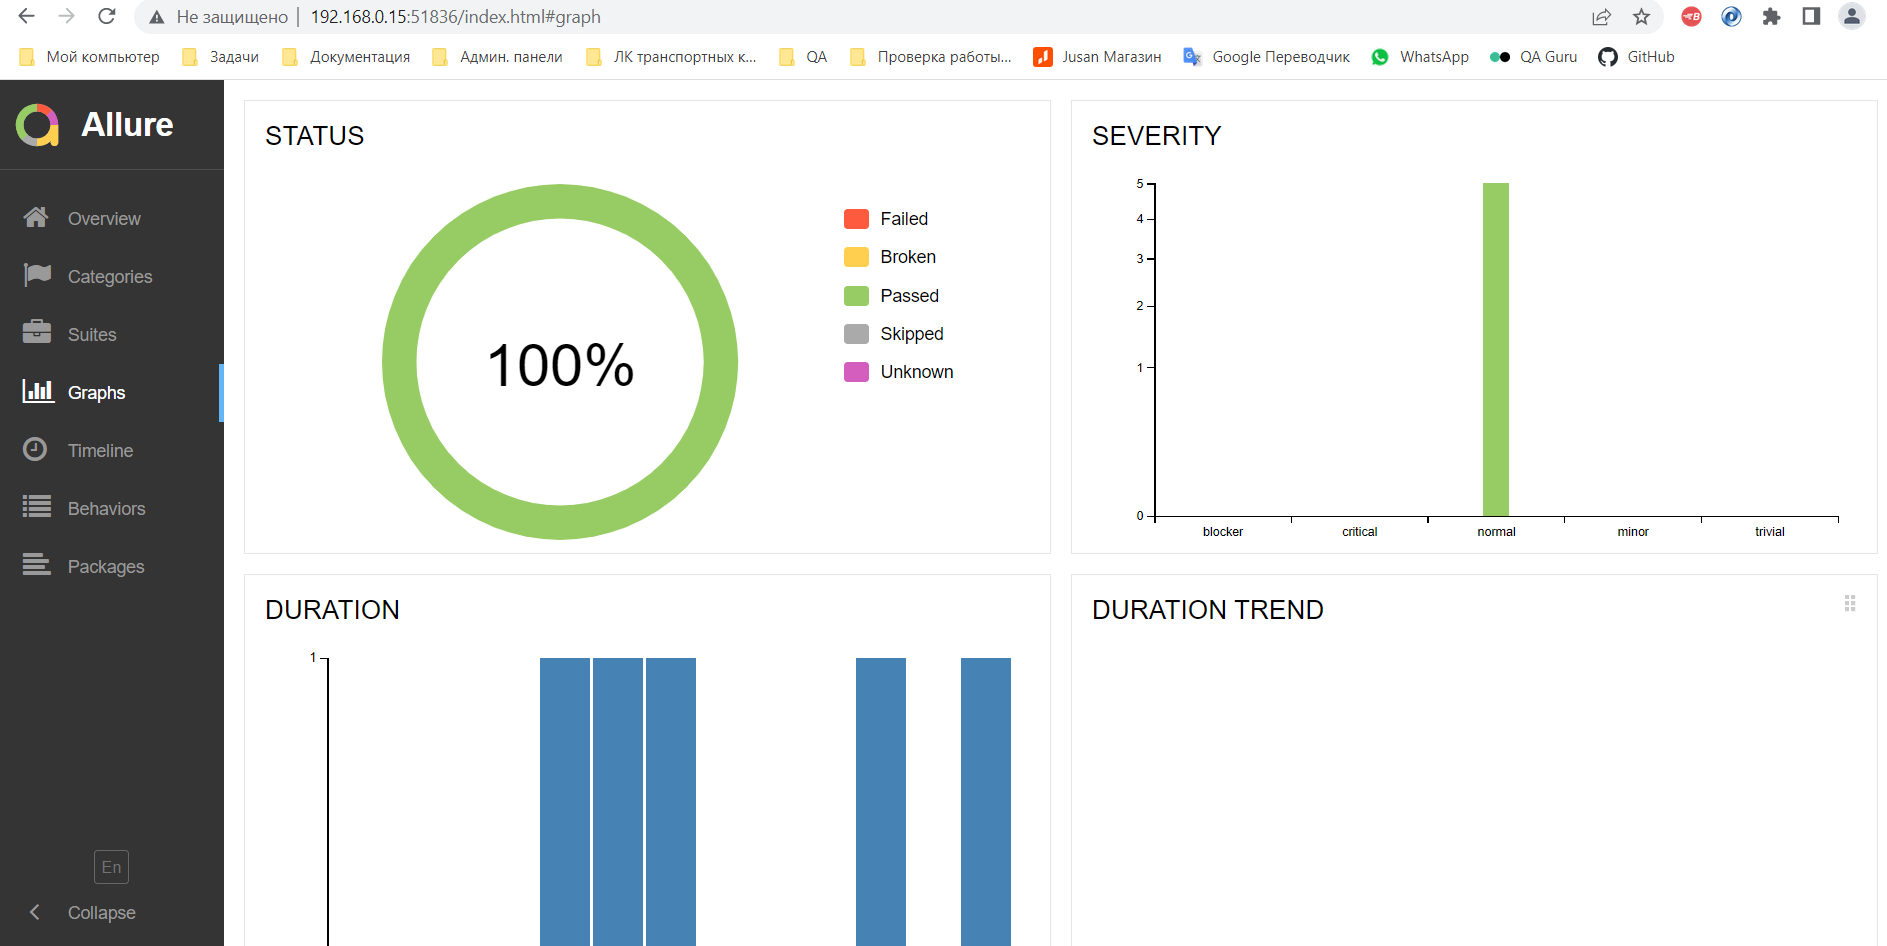 Не защищено | 192.168.0.15:51836/index.html#graph
Мой компьютер Задачи Документация Админ. панели ЛК транспортных к... QA Проверка работы... Jusan Магазин Google Переводчик WhatsApp QA Guru GitHub
Allure
Overview
Categories
Suites
Graphs
Timeline
Behaviors
Packages
En
Collapse
STATUS
100%
Failed
Broken
Passed
Skipped
Unknown
SEVERITY
5
4
3
2
1
0
blocker critical normal minor trivial
DURATION
1
DURATION TREND